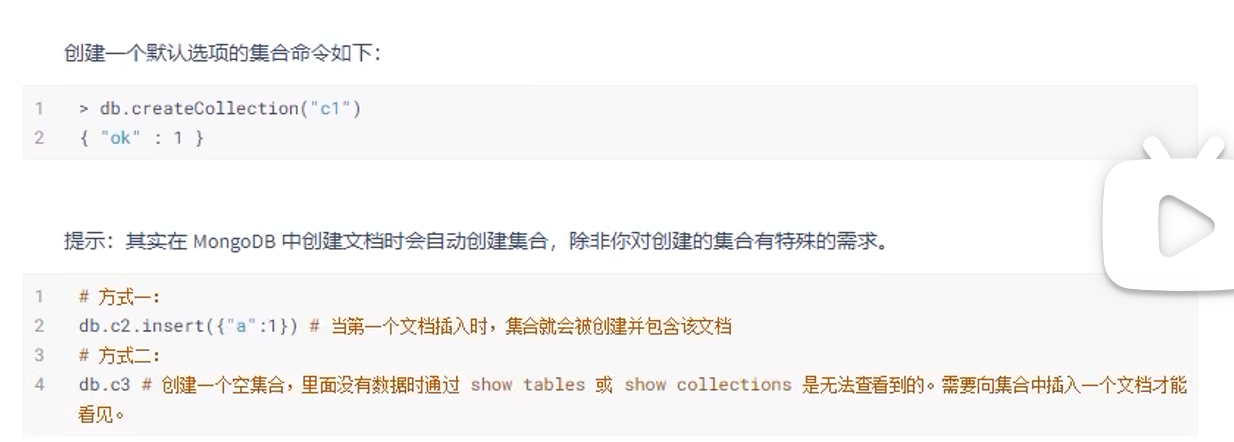 创建一个默认选项的集合命令如下：
1 > db.createCollection("c1")
2 { "ok" : 1 }
提示：其实在 MongoDB 中创建文档时会自动创建集合，除非你对创建的集合有特殊的需求。
1 # 方式一：
2 db.c2.insert({"a":1}) # 当第一个文档插入时，集合就会被创建并包含该文档
3 # 方式二：
4 db.c3 # 创建一个空集合，里面没有数据时通过 show tables 或 show collections 是无法查看到的。需要向集合中插入一个文档才能
看见。